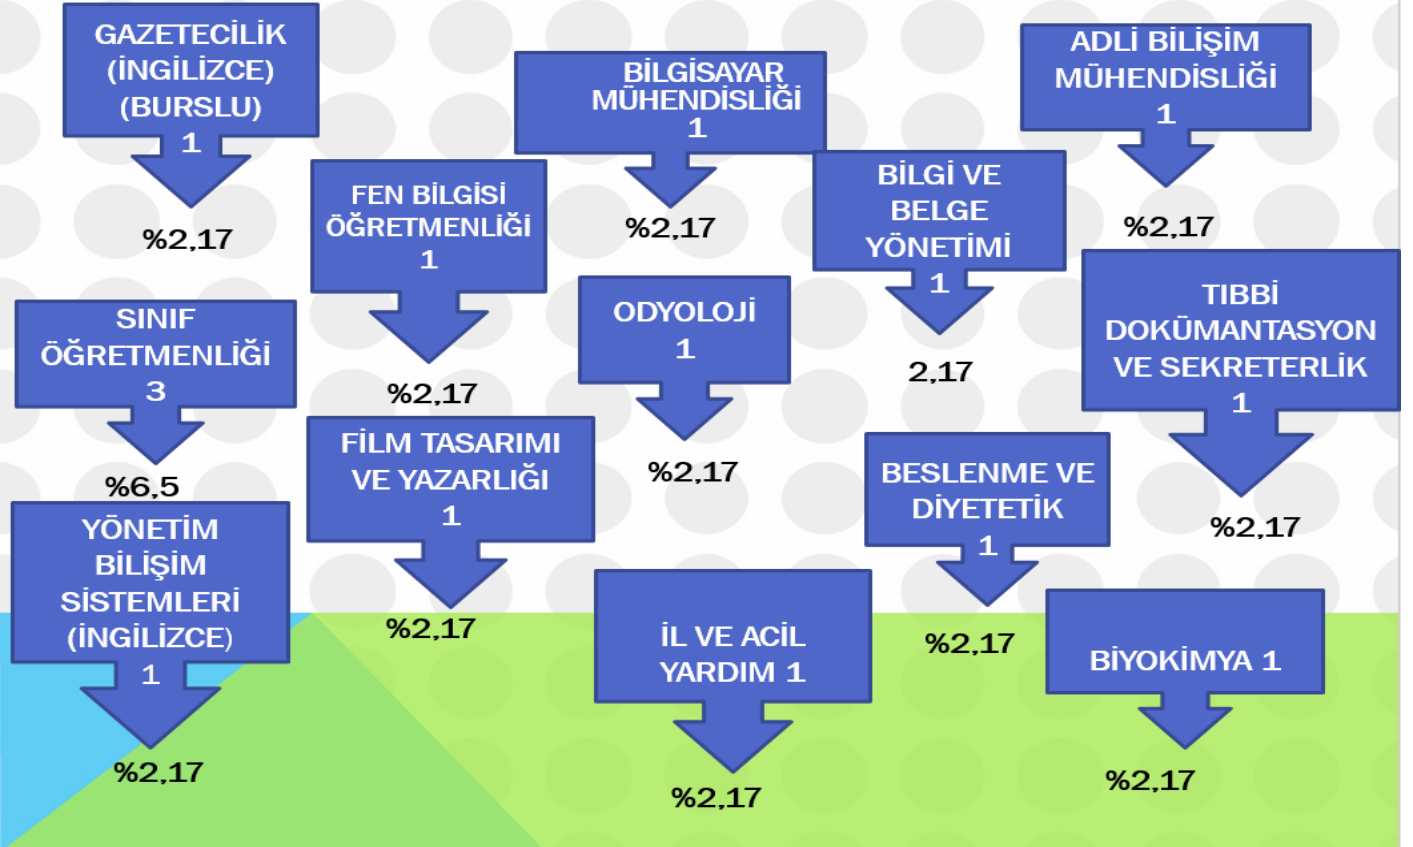 GAZETECİLİK
(İNGİLİZCE)
(BURSLU)
1
%2,17
BİLGİSAYAR
MÜHENDİSLİĞİ
1
%2,17
ADLİ BİLİŞİM
MÜHENDİSLİĞİ
1
%2,17
FEN BİLGİSİ
ÖĞRETMENLİĞİ
1
%2,17
BİLGİ VE
BELGE
YÖNETİMİ
1
2,17
SINIF
ÖĞRETMENLİĞİ
3
%6,5
ODYOLOJİ
1
%2,17
TIBBİ
DOKÜMANTASYON
VE SEKRETERLİK
1
%2,17
FİLM TASARIMI
VE YAZARLIĞI
1
%2,17
BESLENME VE
DİYETETİK
1
%2,17
YÖNETİM
BİLİŞİM
SİSTEMLERİ
(İNGİLİZCE)
1
%2,17
İL VE ACİL
YARDIM 1
%2,17
BİYOKİMYA 1
%2,17